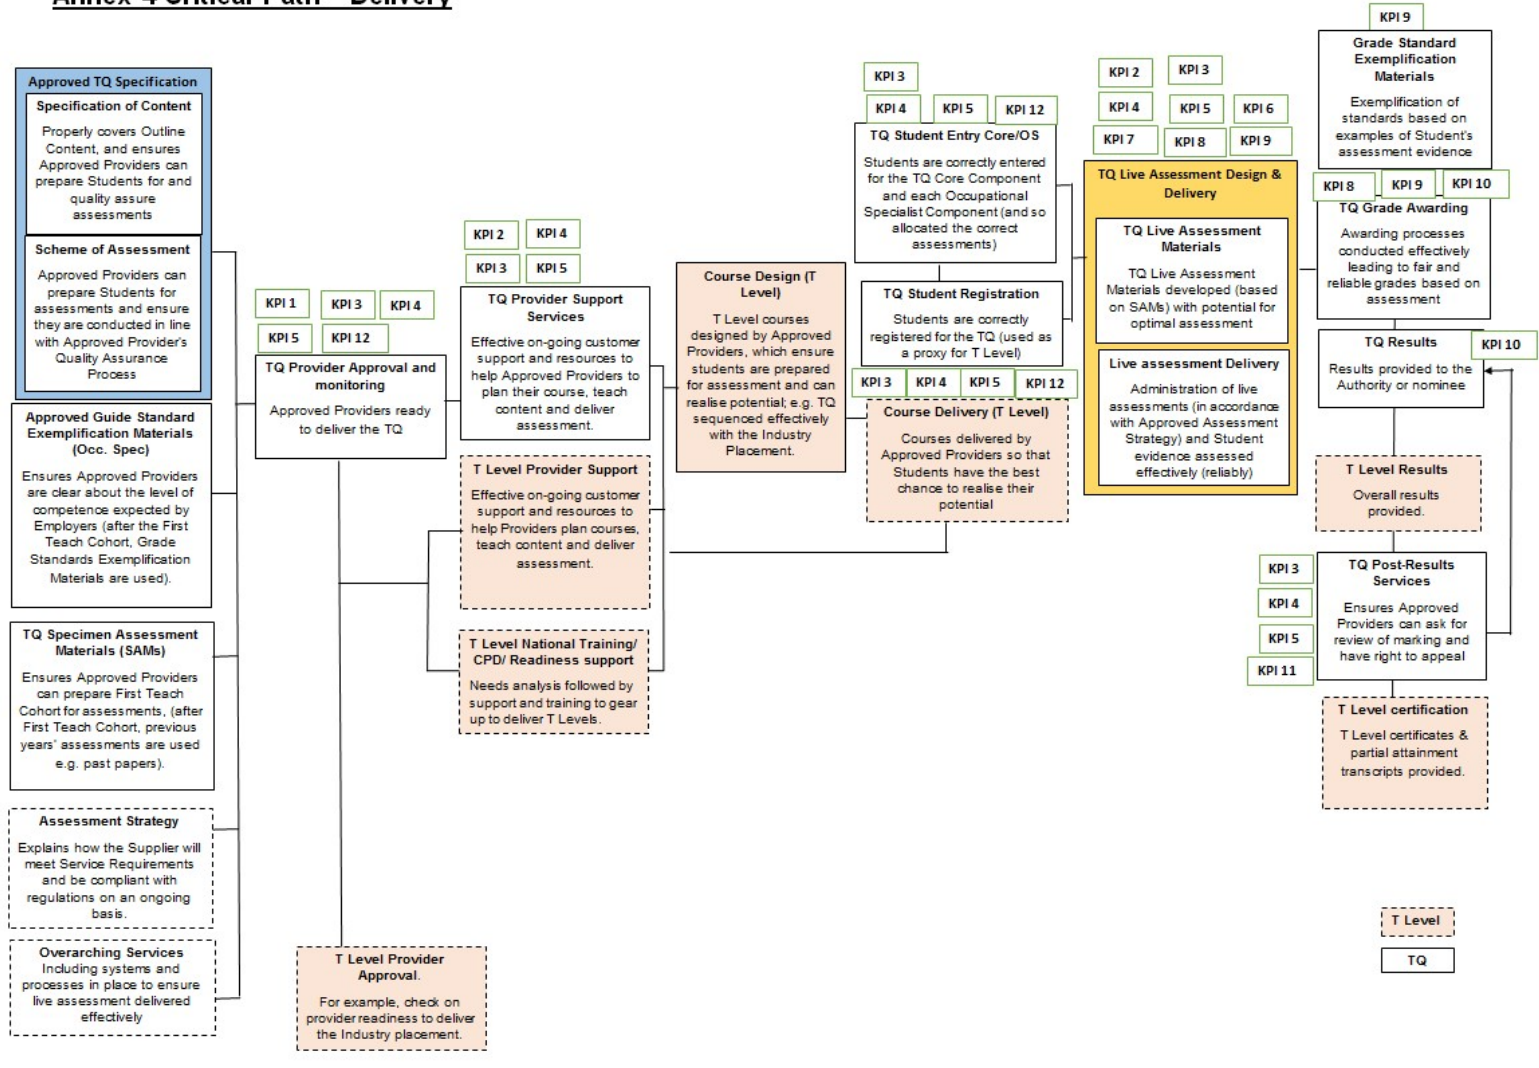 Annex 4 Critical Path – Delivery
Approved TQ Specification
Specification of Content
Properly covers Outline
Content, and ensures
Approved Providers can
prepare Students for and
quality assure
assessments
Scheme of Assessment
Approved Providers can
prepare Students for
assessments and ensure
they are conducted in line
with Approved Provider's
Quality Assurance
Process
Approved Guide Standard
Exemplification Materials
(Occ. Spec)
Ensures Approved Providers
are clear about the level of
competence expected by
Employers (after the First
Teach Cohort, Grade
Standards Exemplification
Materials are used).
TQ Specimen Assessment
Materials (SAMs)
Ensures Approved Providers
can prepare First Teach
Cohort for assessments, (after
First Teach Cohort, previous
years' assessments are used
e.g. past papers).
Assessment Strategy
Explains how the Supplier will
meet Service Requirements
and be compliant with
regulations on an ongoing
basis.
Overarching Services
Including systems and
processes in place to ensure
live assessment delivered
effectively
KPI 1
KPI 3
KPI 4
KPI 5
KPI 12
TQ Provider Approval and
monitoring
Approved Providers ready
to deliver the TQ
T Level Provider
Approval.
For example, check on
provider readiness to deliver
the Industry placement.
KPI 2
KPI 4
KPI 3
KPI 5
TQ Provider Support
Services
Effective on-going customer
support and resources to
help Approved Providers to
plan their course, teach
content and deliver
assessment.
T Level Provider Support
Effective on-going customer
support and resources to
help Providers plan courses,
teach content and deliver
assessment.
T Level National Training/
CPD/ Readiness support
Needs analysis followed by
support and training to gear
up to deliver T Levels.
Course Design (T
Level)
T Level courses
designed by Approved
Providers, which ensure
students are prepared
for assessment and can
realise potential; e.g. TQ
sequenced effectively
with the Industry
Placement.
KPI 3
KPI 4
KPI 5
KPI 12
TQ Student Entry Core/OS
Students are correctly entered
for the TQ Core Component
and each Occupational
Specialist Component (and so
allocated the correct
assessments)
TQ Student Registration
Students are correctly
registered for the TQ (used as
a proxy for T Level)
KPI 3
KPI 4
KPI 5
KPI 12
Course Delivery (T Level)
Courses delivered by
Approved Providers so that
Students have the best
chance to realise their
potential
KPI 2
KPI 3
KPI 4
KPI 5
KPI 6
KPI 7
KPI 8
KPI 9
TQ Live Assessment Design &
Delivery
TQ Live Assessment
Materials
TQ Live Assessment
Materials developed (based
on SAMs) with potential for
optimal assessment
Live assessment Delivery
Administration of live
assessments (in accordance
with Approved Assessment
Strategy) and Student
evidence assessed
effectively (reliably)
KPI 9
Grade Standard
Exemplification
Materials
Exemplification of
standards based on
examples of Student's
assessment evidence
KPI 8
KPI 9
KPI 10
TQ Grade Awarding
Awarding processes
conducted effectively
leading to fair and
reliable grades based on
assessment
TQ Results
KPI 10
Results provided to the
Authority or nominee
T Level Results
Overall results
provided.
KPI 3
KPI 4
KPI 5
KPI 11
TQ Post-Results
Services
Ensures Approved
Providers can ask for
review of marking and
have right to appeal
T Level certification
T Level certificates &
partial attainment
transcripts provided.
T Level
TQ